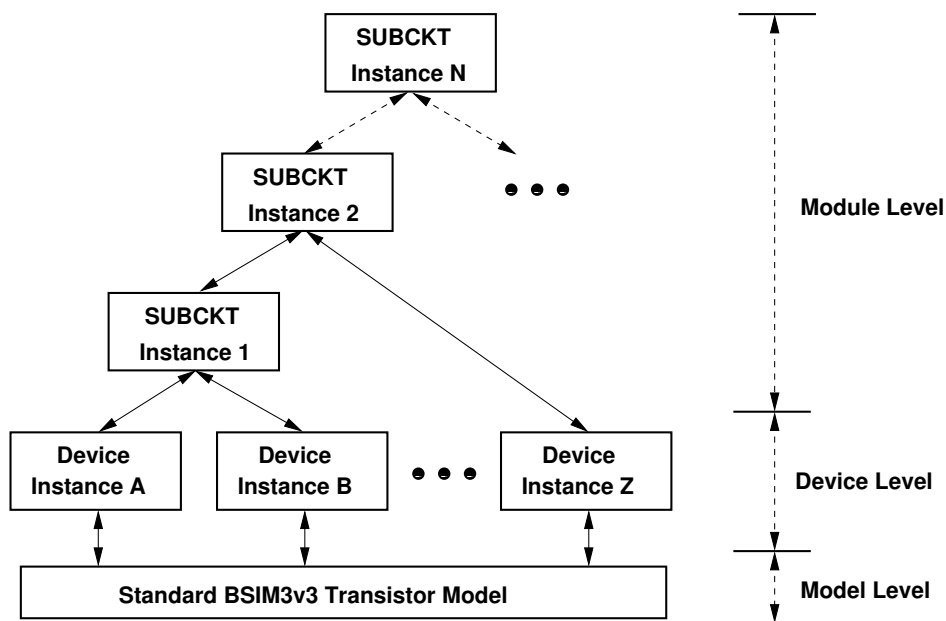 SUBCKT
Instance N
SUBCKT
Instance 2
Module Level
SUBCKT
Instance 1
Device
Instance A
Device
Instance B
Device
Instance Z
Device Level
Standard BSIM3v3 Transistor Model
Model Level